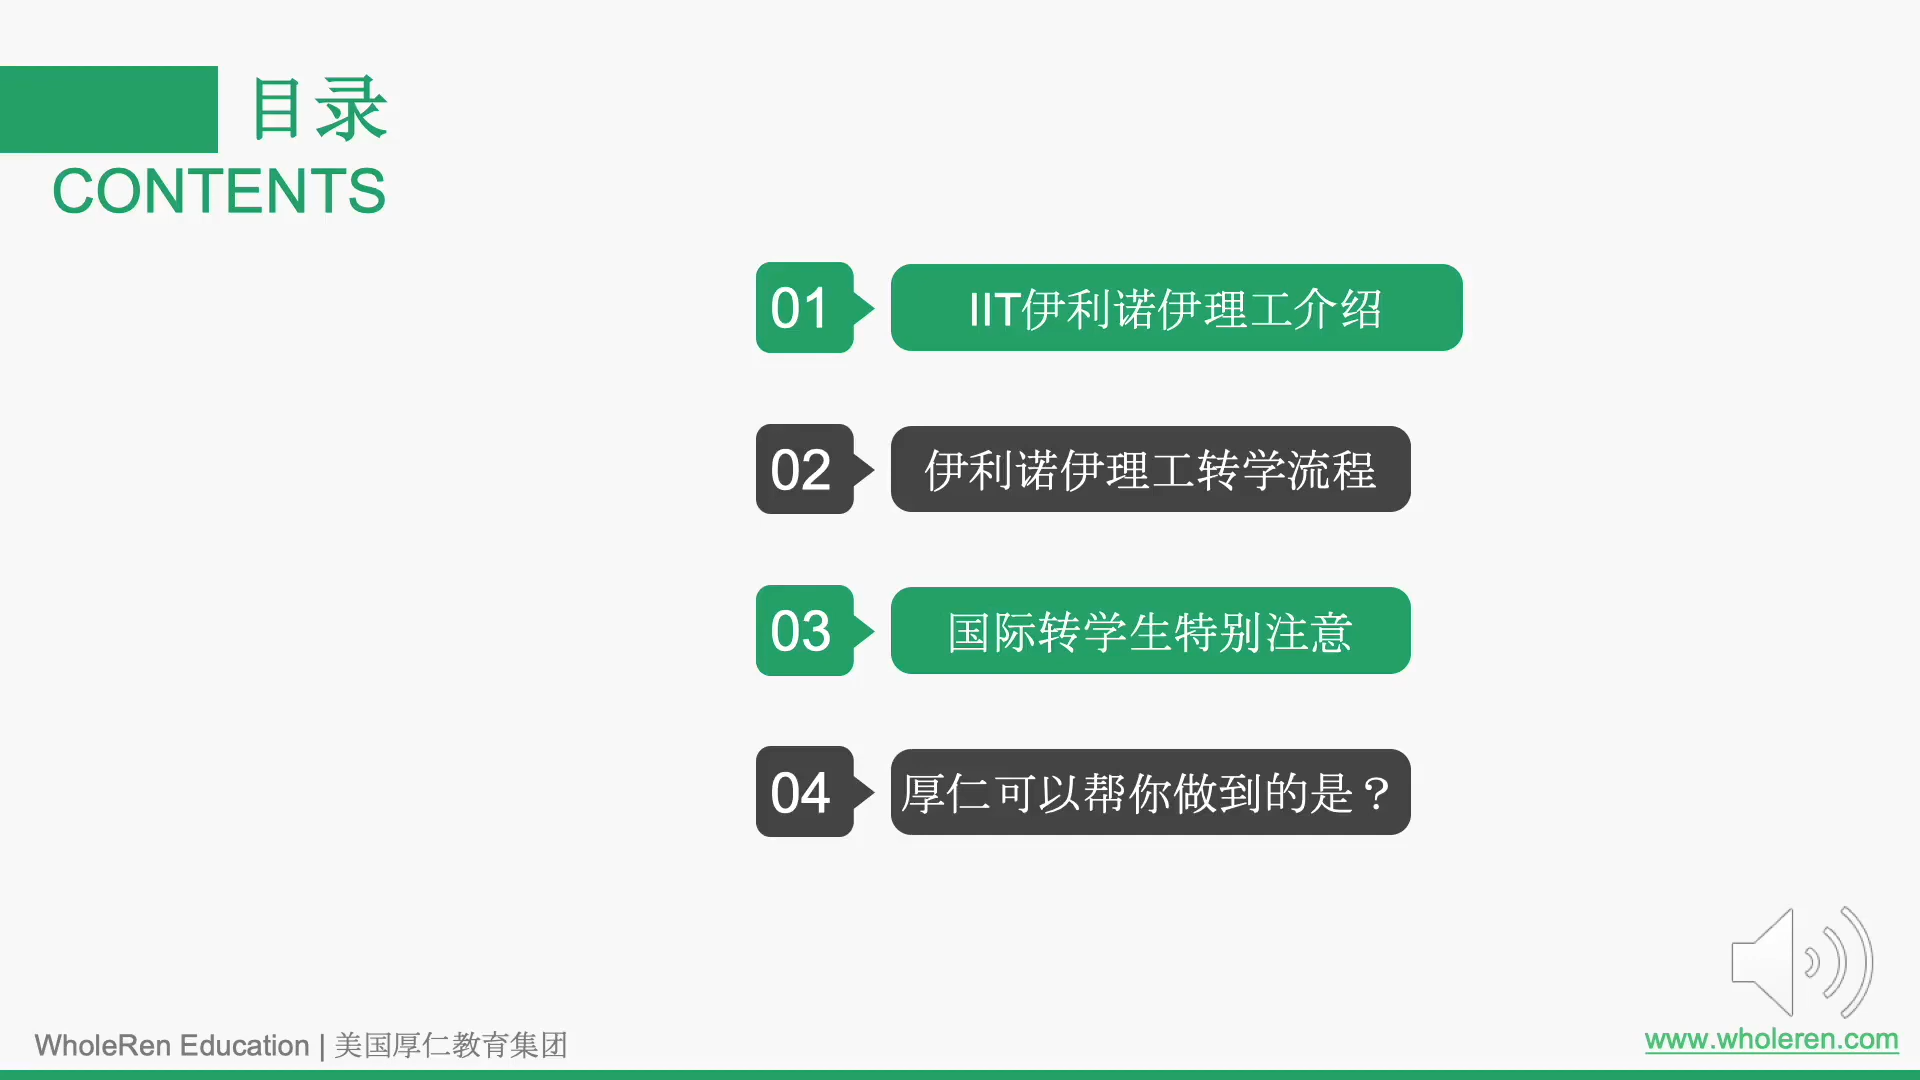 目录
CONTENTS
01 IIT伊利诺伊理工介绍
02 伊利诺伊理工转学流程
03 国际转学生特别注意
04 厚仁可以帮你做到的是？
WholeRen Education | 美国厚仁教育集团
www.wholeren.com